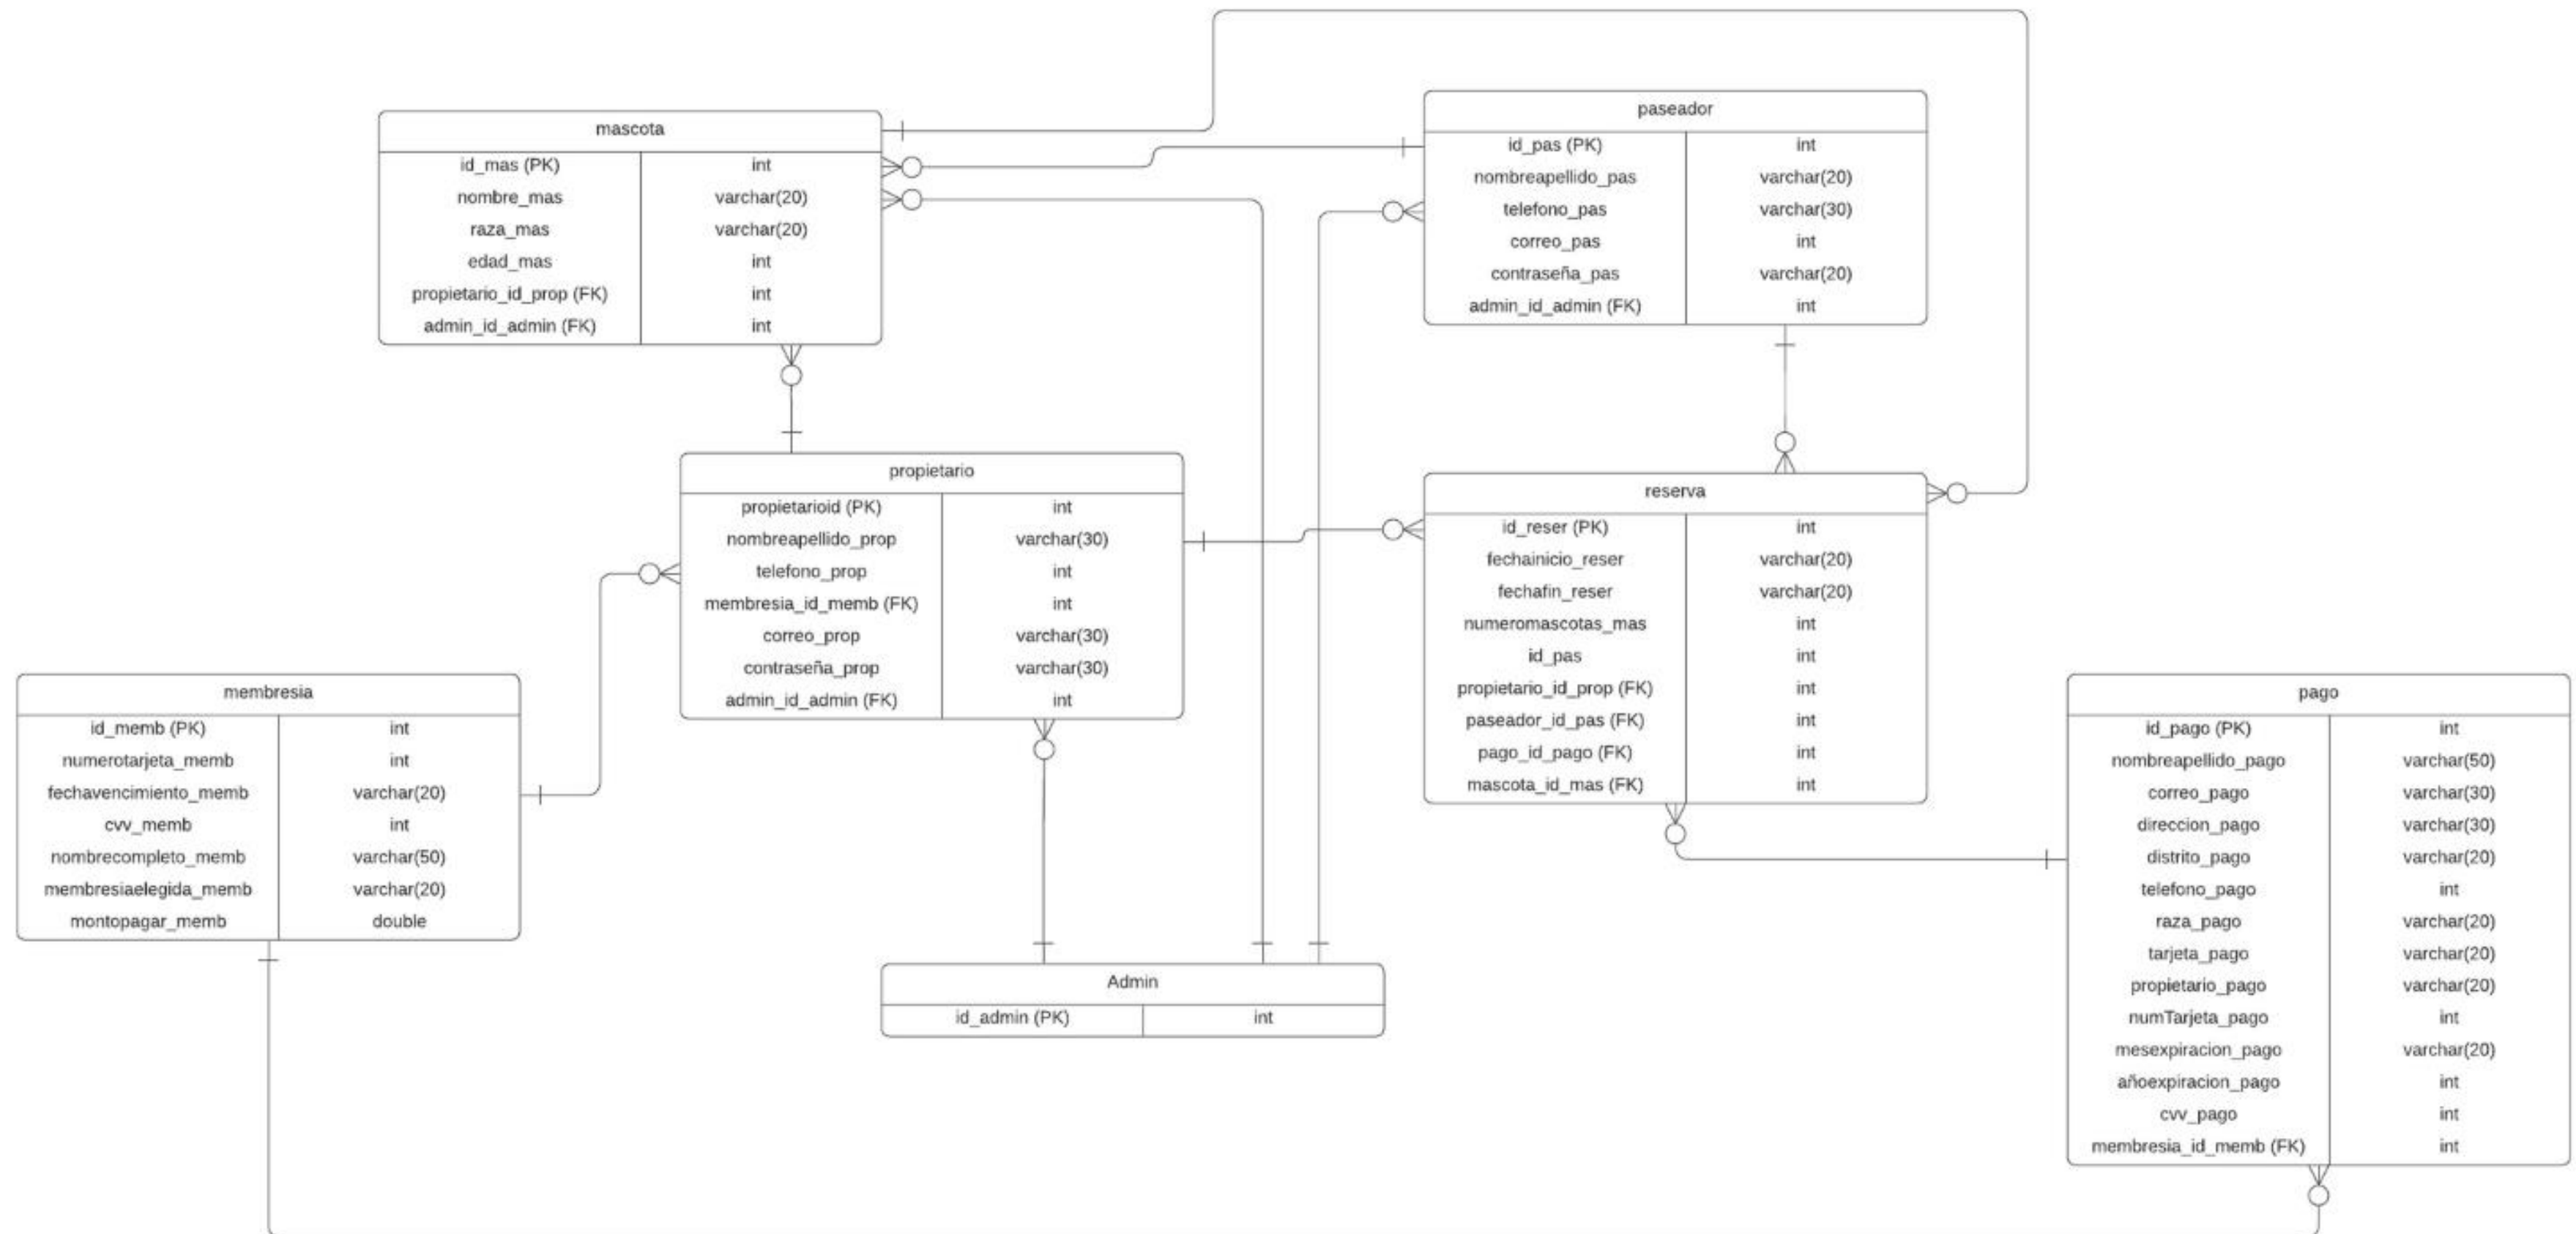 mascota
id_mas (PK) int
nombre_mas varchar(20)
raza_mas varchar(20)
edad_mas int
propietario_id_prop (FK) int
admin_id_admin (FK) int
paseador
id_pas (PK) int
nombreapellido_pas varchar(20)
telefono_pas varchar(30)
correo_pas int
contraseña_pas varchar(20)
admin_id_admin (FK) int
propietario
propietarioid (PK) int
nombreapellido_prop varchar(30)
telefono_prop int
membresia_id_memb (FK) int
correo_prop varchar(30)
contraseña_prop varchar(30)
admin_id_admin (FK) int
reserva
id_reser (PK) int
fechainicio_reser varchar(20)
fechafin_reser varchar(20)
numeromascotas_mas int
id_pas int
propietario_id_prop (FK) int
paseador_id_pas (FK) int
pago_id_pago (FK) int
mascota_id_mas (FK) int
membresia
id_memb (PK) int
numerotarjeta_memb int
fechavencimiento_memb varchar(20)
cvv_memb int
nombrecompleto_memb varchar(50)
membresiaelegida_memb varchar(20)
montopagar_memb double
pago
id_pago (PK) int
nombreapellido_pago varchar(50)
correo_pago varchar(30)
direccion_pago varchar(30)
distrito_pago varchar(20)
telefono_pago int
raza_pago varchar(20)
tarjeta_pago varchar(20)
propietario_pago varchar(20)
numTarjeta_pago int
mesexpiracion_pago varchar(20)
añoexpiracion_pago int
cvv_pago int
membresia_id_memb (FK) int
Admin
id_admin (PK) int